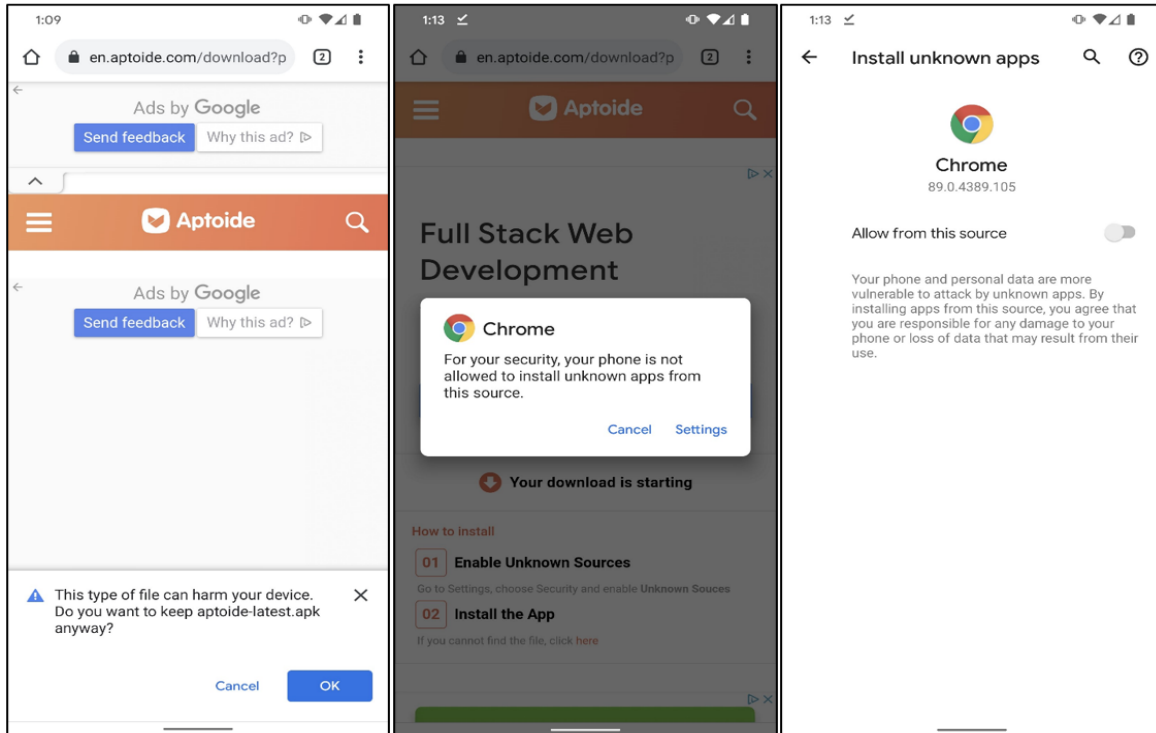 1:09
en.aptoide.com/download?p
2
Ads by Google
Send feedback
Why this ad?
Aptoide
Ads by Google
Send feedback
Why this ad?
This type of file can harm your device.
Do you want to keep aptoide-latest.apk
anyway?
Cancel
OK
1:13
en.aptoide.com/download?p
2
Aptoide
Full Stack Web
Development
Chrome
For your security, your phone is not
allowed to install unknown apps from
this source.
Cancel
Settings
Your download is starting
How to install
01 Enable Unknown Sources
Go to Settings, choose Security and enable Unknown Souces
02 Install the App
If you cannot find the file, click here
1:13
Install unknown apps
Chrome
89.0.4389.105
Allow from this source
Your phone and personal data are more
vulnerable to attack by unknown apps. By
installing apps from this source, you agree that
you are responsible for any damage to your
phone or loss of data that may result from their
use.